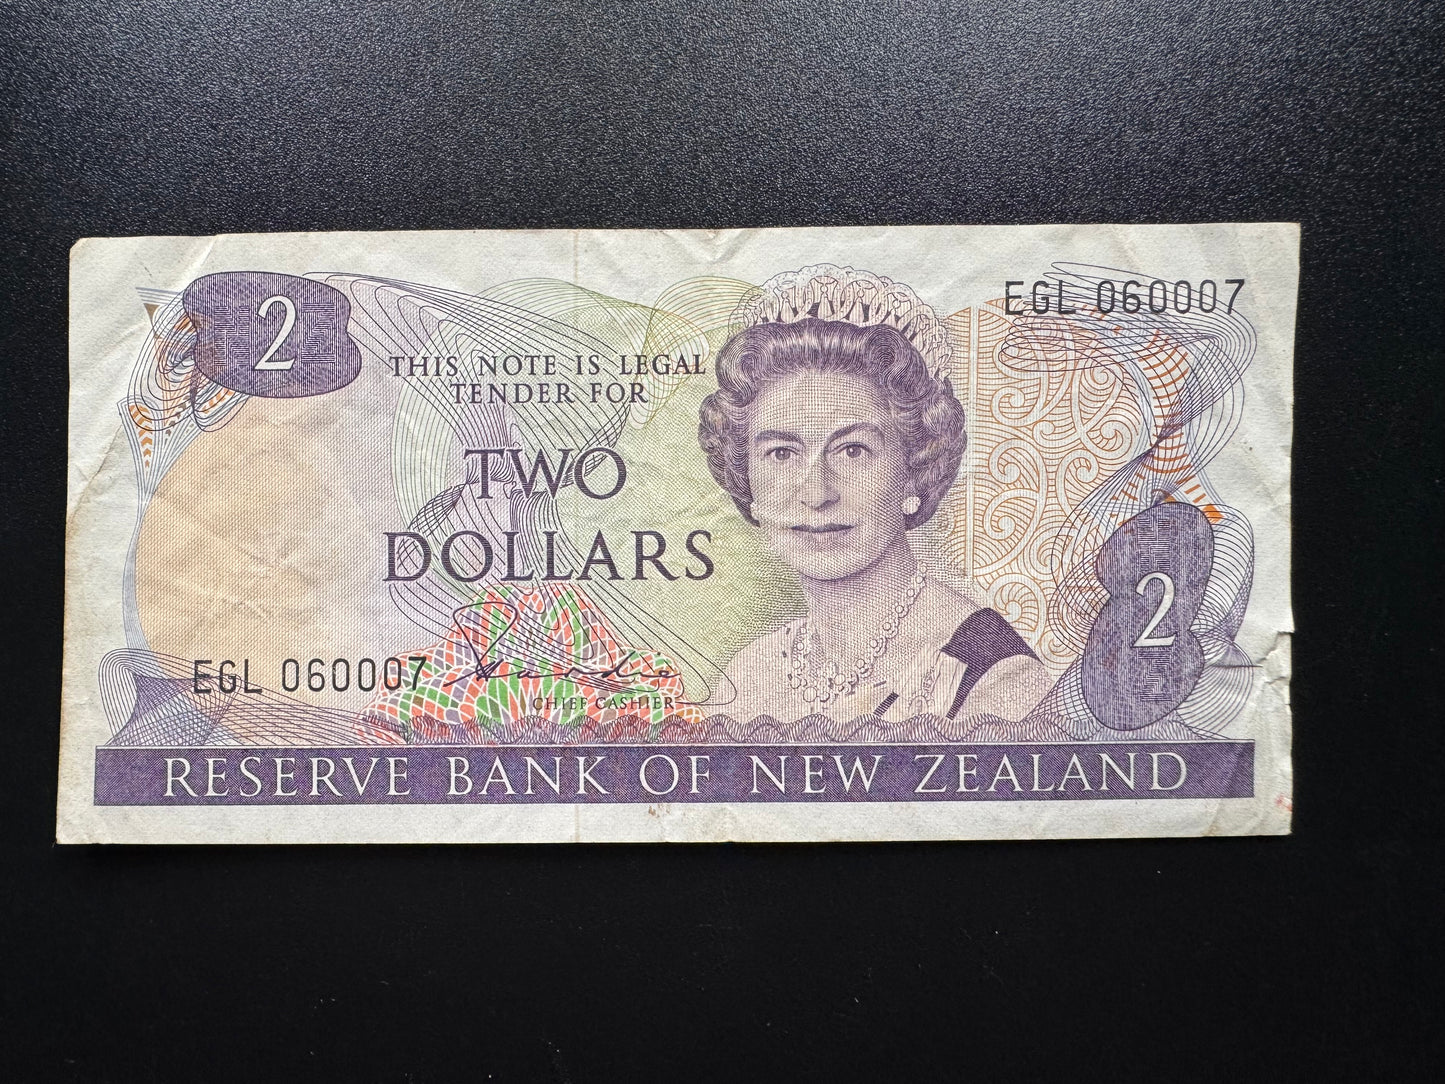 2
EGL 060007
THIS NOTE IS LEGAL
TENDER FOR
TWO
DOLLARS
2
EGL 060007
CHIEF CASHIER
RESERVE BANK OF NEW ZEALAND